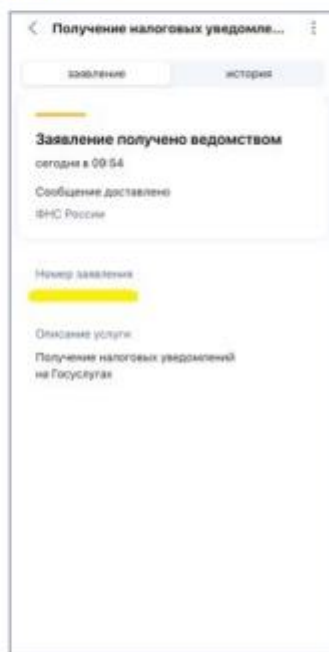 Получение налоговых уведомле...
заявление
история
Заявление получено ведомством
сегодня в 09:54
Сообщение доставлено
ФНС России
Номер заявления
Описание услуги
Получение налоговых уведомлений
на Госуслугах